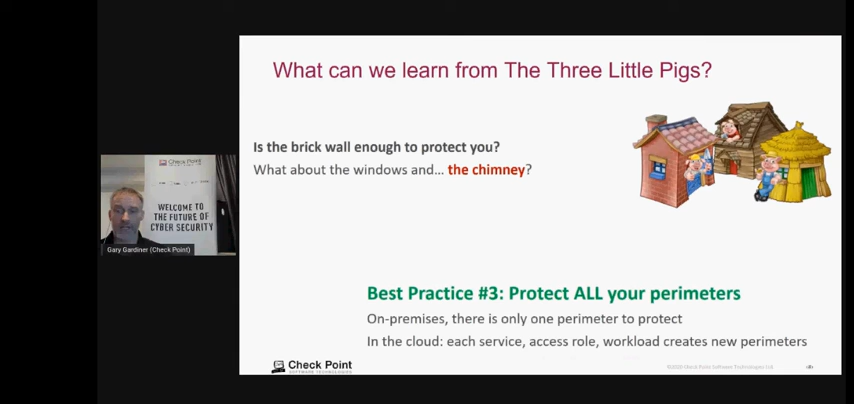 What can we learn from The Three Little Pigs?
Is the brick wall enough to protect you?
What about the windows and... the chimney?
Check Point
WELCOME TO
THE FUTURE OF
CYBER SECURITY
Gary Gardiner (Check Point)
Best Practice #3: Protect ALL your perimeters
On-premises, there is only one perimeter to protect
In the cloud: each service, access role, workload creates new perimeters
Check Point
SOFTWARE TECHNOLOGIES
©2020 Check Point Software Technologies Ltd